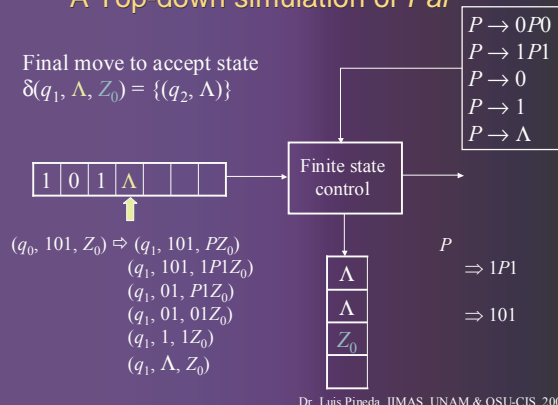 A Top-down simulation of Pal
P → 0P0
P → 1P1
P → 0
P → 1
P → Λ
Final move to accept state
δ(q₁, Λ, Z₀) = {(q₂, Λ)}
1 0 1 Λ
Finite state
control
(q₀, 101, Z₀) ⇨ (q₁, 101, PZ₀)
(q₁, 101, 1P1Z₀)
(q₁, 01, P1Z₀)
(q₁, 01, 01Z₀)
(q₁, 1, 1Z₀)
(q₁, Λ, Z₀)
Λ
Λ
Z₀
P
⇒ 1P1
⇒ 101
Dr. Luis Pineda, IIMAS, UNAM & OSU-CIS,